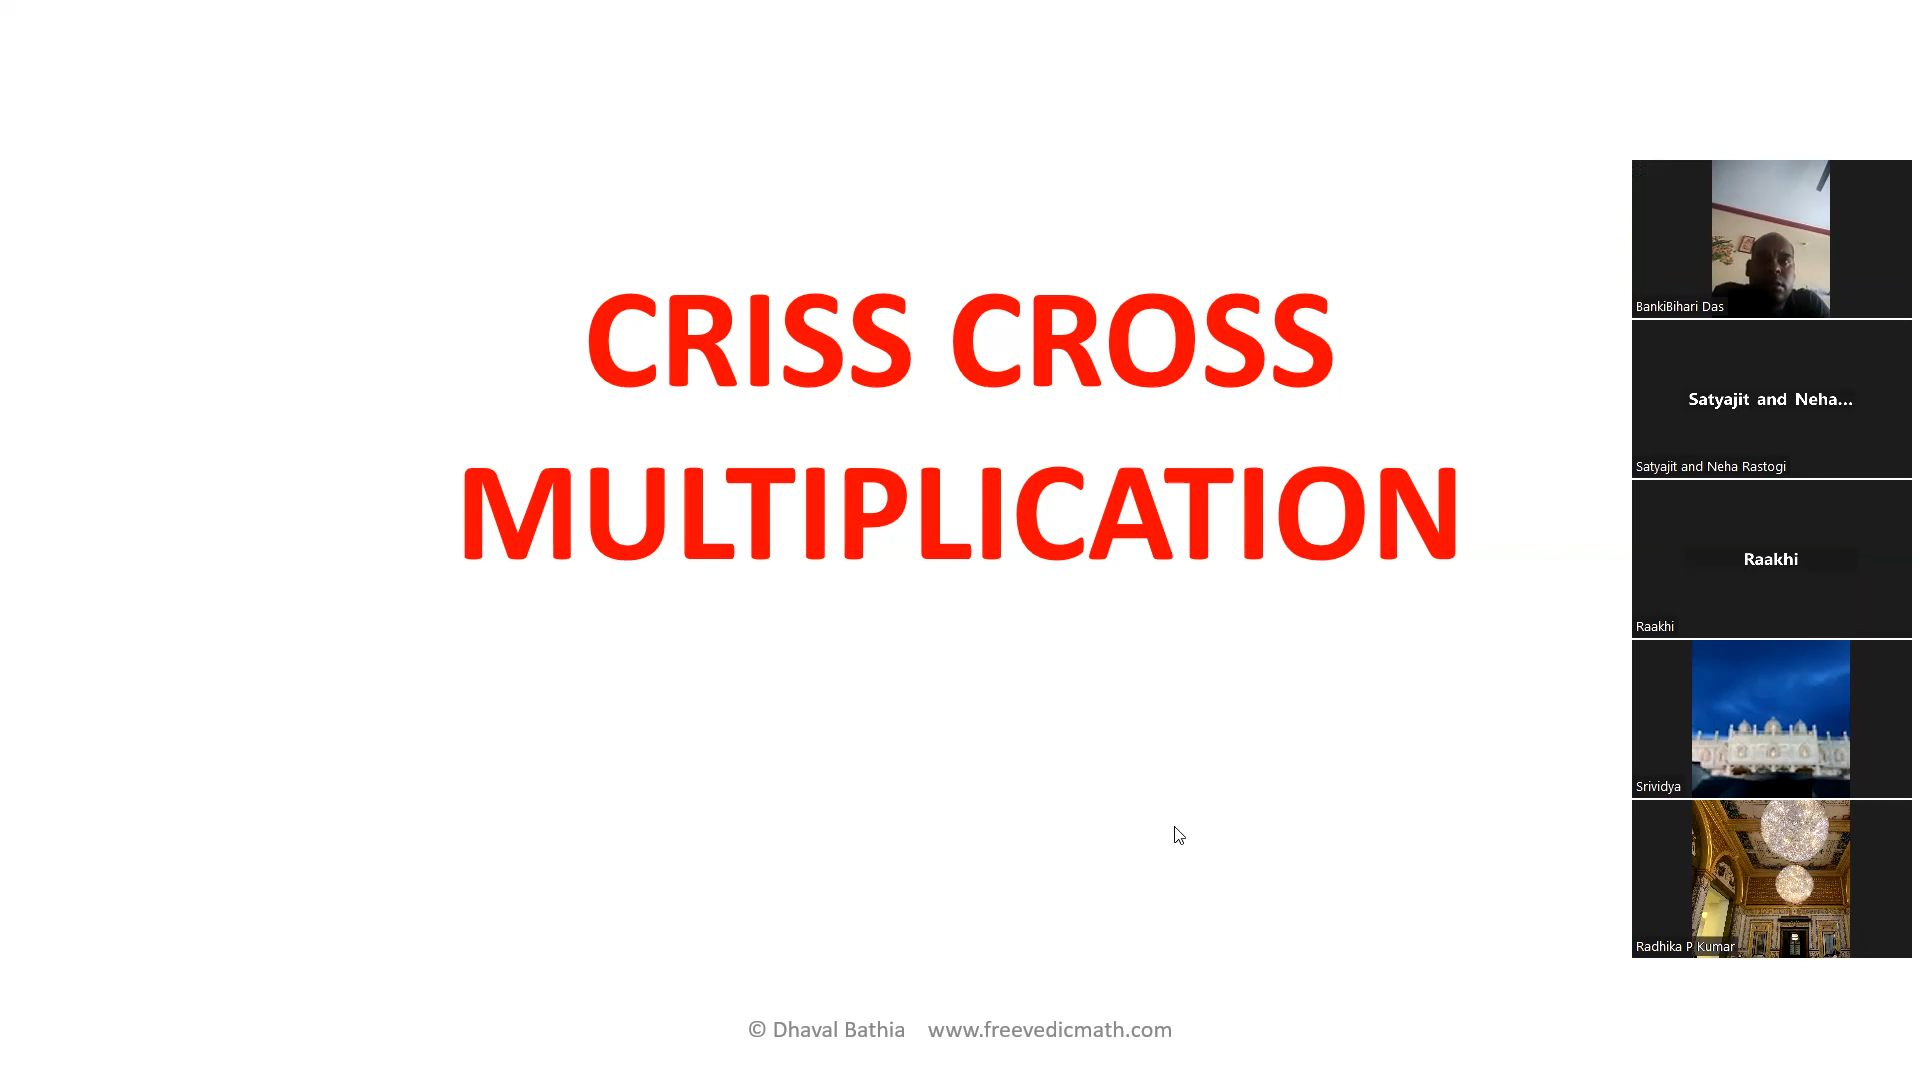 CRISS CROSS
MULTIPLICATION
BankiBihari Das
Satyajit and Neha...
Satyajit and Neha Rastogi
Raakhi
Raakhi
Srividya
Radhika P Kumar
© Dhaval Bathia www.freevedicmath.com